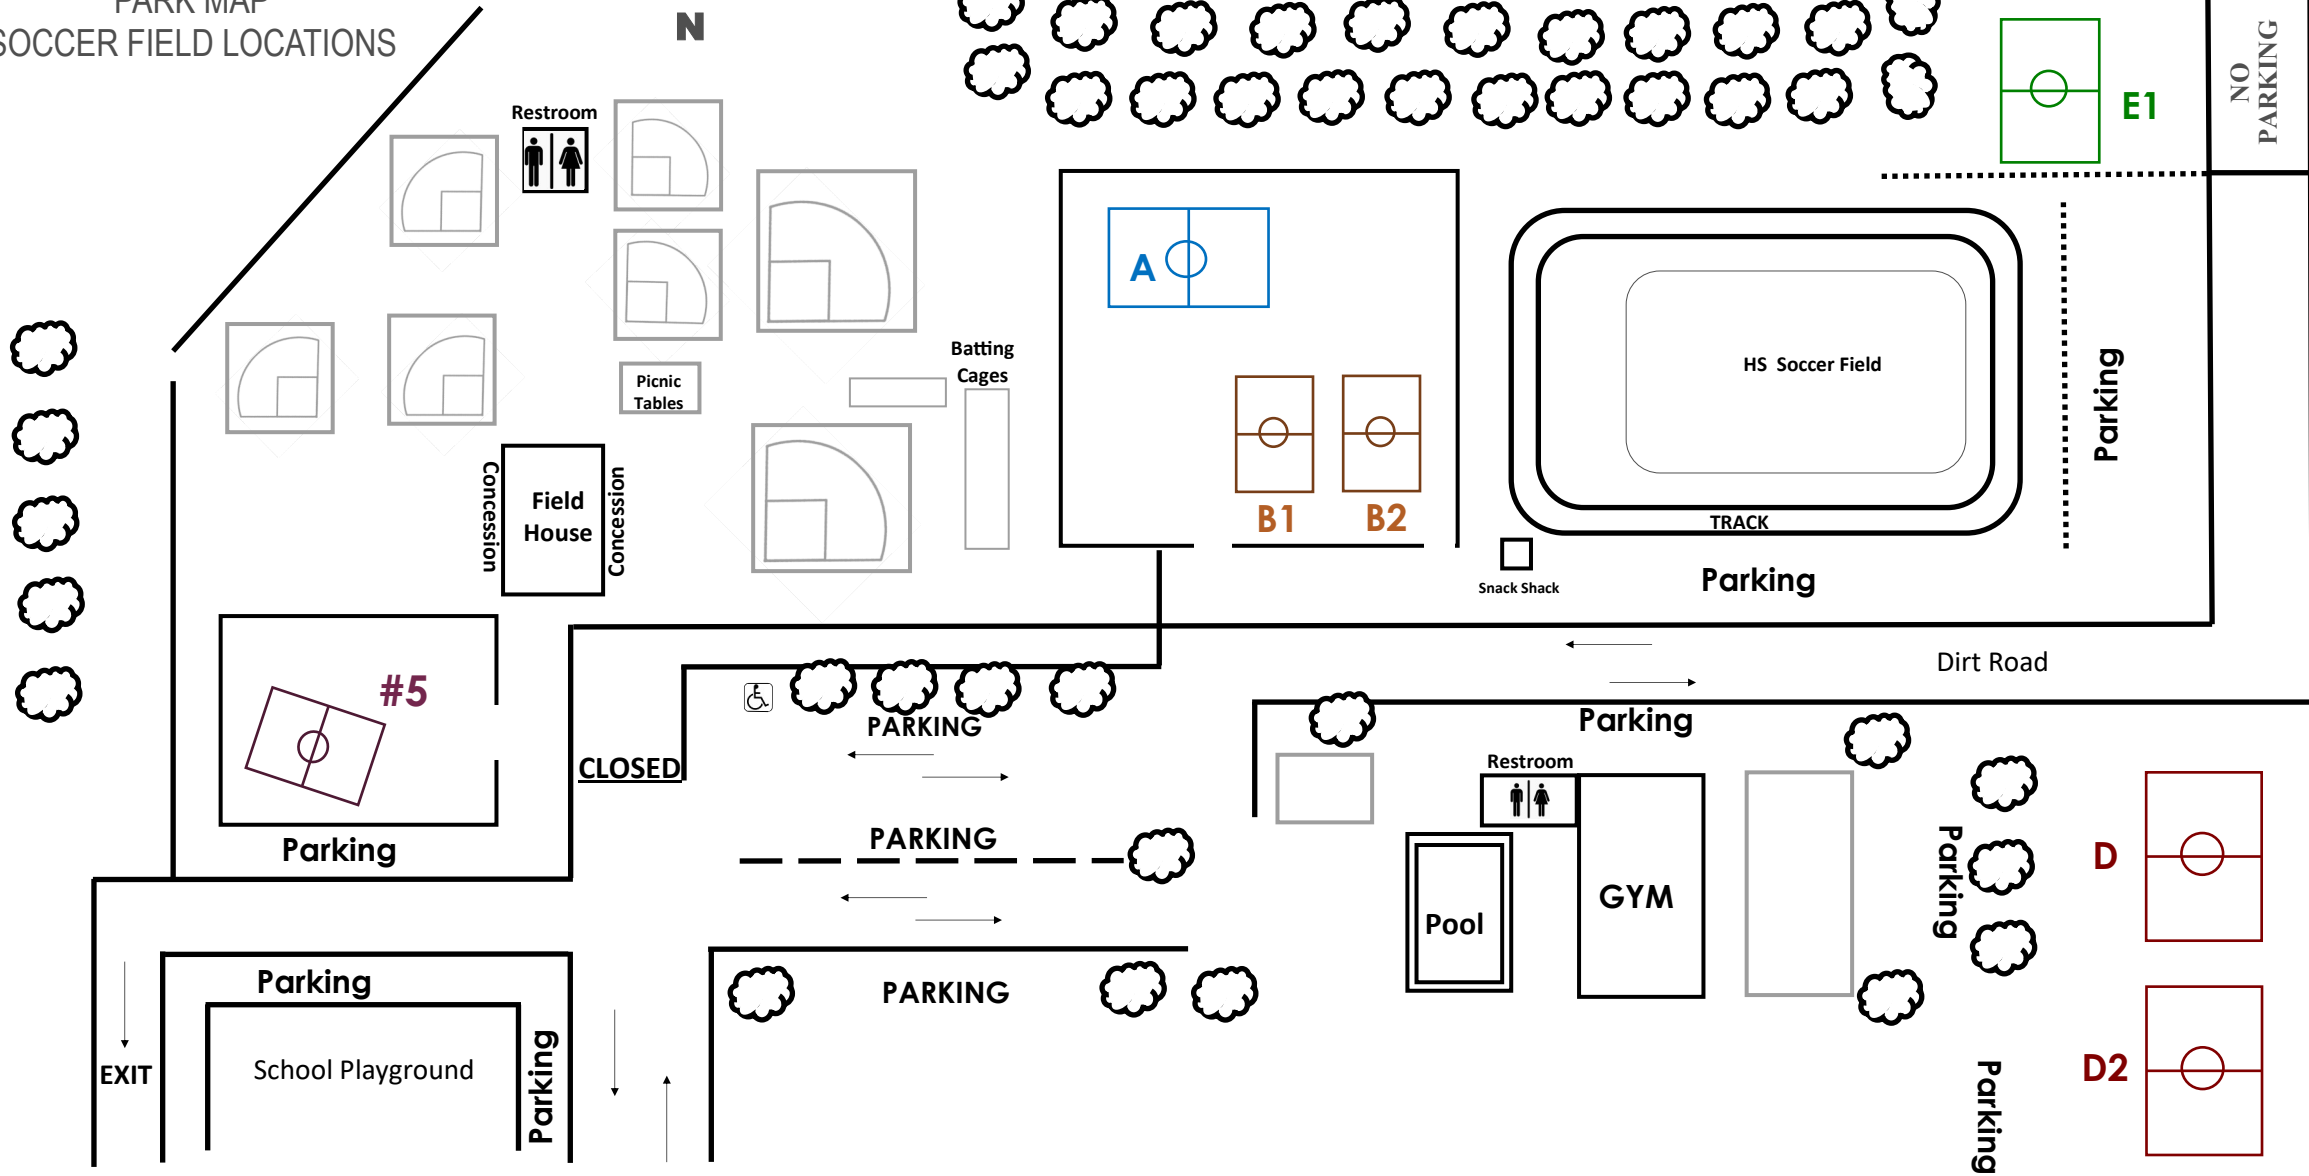 PARK MAP
SOCCER FIELD LOCATIONS
N
NO
PARKING
E1
Restroom
A
Batting
Cages
Picnic
Tables
HS Soccer Field
Parking
Concession
Field
House
Concession
B1
B2
TRACK
Snack Shack
Parking
Dirt Road
#5
PARKING
Parking
CLOSED
Restroom
PARKING
Parking
Parking
D
GYM
Pool
Parking
PARKING
School Playground
EXIT
Parking
D2
Parking